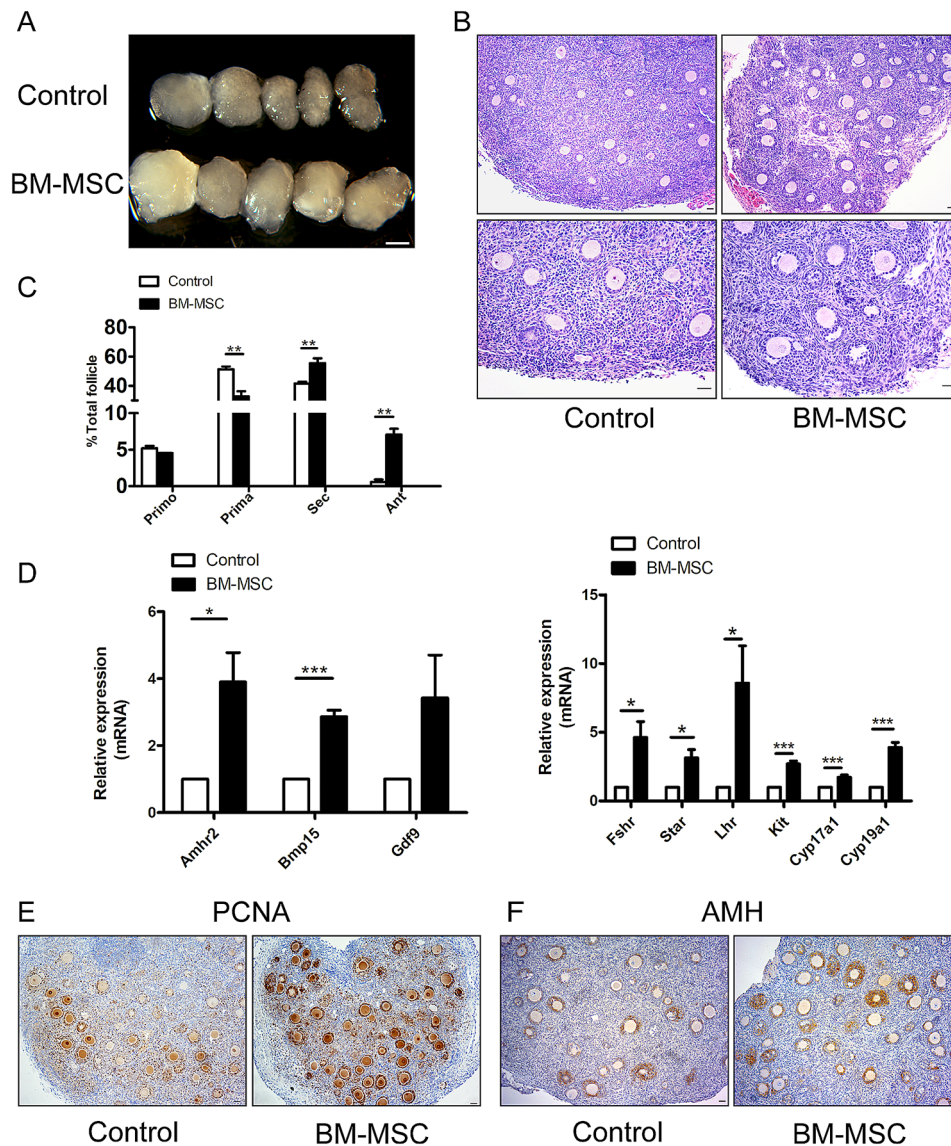 A
Control
BM-MSC
B
Control
BM-MSC
C
Control
BM-MSC
% Total follicle
80
60
40
20
10
5
0
Primo
Prima
Sec
Ant
**
**
**
D
Control
BM-MSC
Relative expression
(mRNA)
6
4
2
0
*
***
Amhr2
Bmp15
Gdf9
Control
BM-MSC
Relative expression
(mRNA)
15
10
5
0
*
*
*
***
***
***
Fshr
Star
Lhr
Kit
Cyp17a1
Cyp19a1
E
PCNA
Control
BM-MSC
F
AMH
Control
BM-MSC